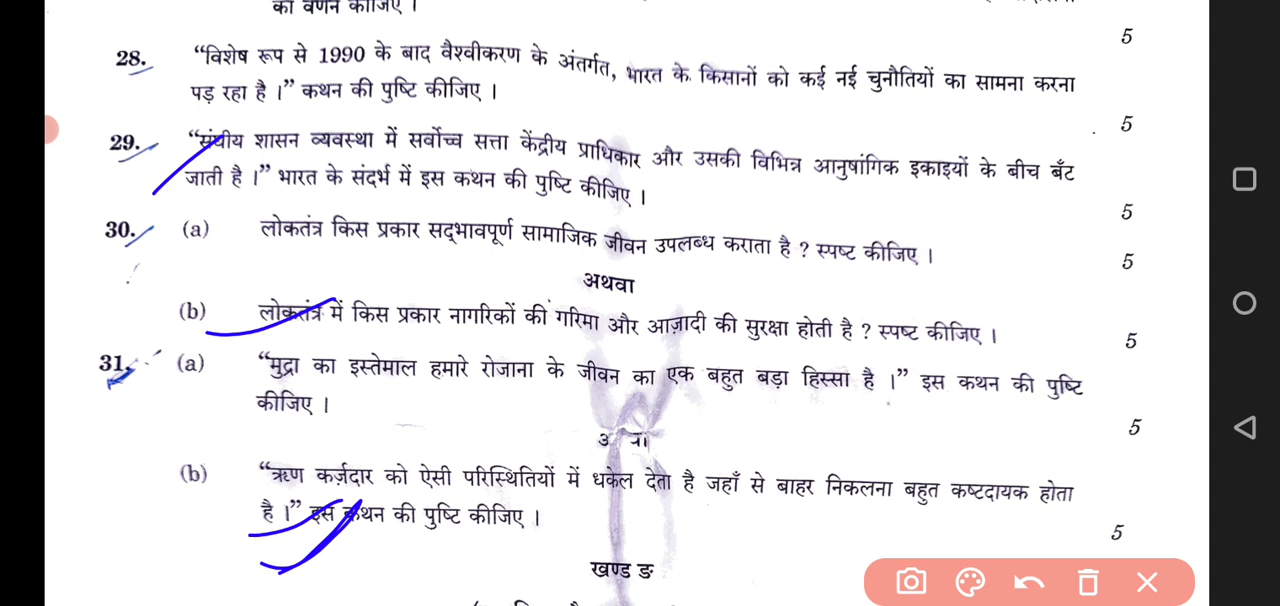 का वर्णन कीजिए ।
5
28. “विशेष रूप से 1990 के बाद वैश्वीकरण के अंतर्गत, भारत के किसानों को कई नई चुनौतियों का सामना करना
पड़ रहा है ।” कथन की पुष्टि कीजिए ।
5
29. “संघीय शासन व्यवस्था में सर्वोच्च सत्ता केंद्रीय प्राधिकार और उसकी विभिन्न आनुषांगिक इकाइयों के बीच बँट
जाती है ।” भारत के संदर्भ में इस कथन की पुष्टि कीजिए ।
5
30. (a) लोकतंत्र किस प्रकार सद्‌भावपूर्ण सामाजिक जीवन उपलब्ध कराता है ? स्पष्ट कीजिए ।
5
अथवा
(b) लोकतंत्र में किस प्रकार नागरिकों की गरिमा और आज़ादी की सुरक्षा होती है ? स्पष्ट कीजिए ।
5
31. (a) “मुद्रा का इस्तेमाल हमारे रोजाना के जीवन का एक बहुत बड़ा हिस्सा है ।” इस कथन की पुष्टि
कीजिए ।
5
(b) “ऋण कर्ज़दार को ऐसी परिस्थितियों में धकेल देता है जहाँ से बाहर निकलना बहुत कष्टदायक होता
है ।” इस कथन की पुष्टि कीजिए ।
5
खण्ड ङ